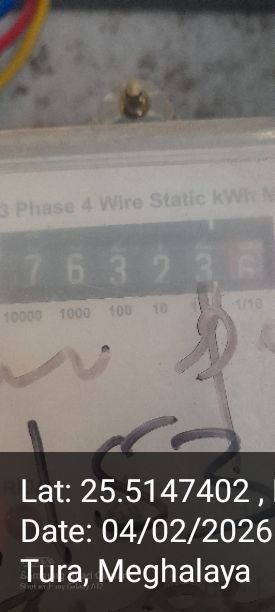 3 Phase 4 Wire Static kWh M
7 6 3 2 3 6
10000 1000 100 10 1 1/10
Lat: 25.5147402 ,
Date: 04/02/2026
Tura, Meghalaya